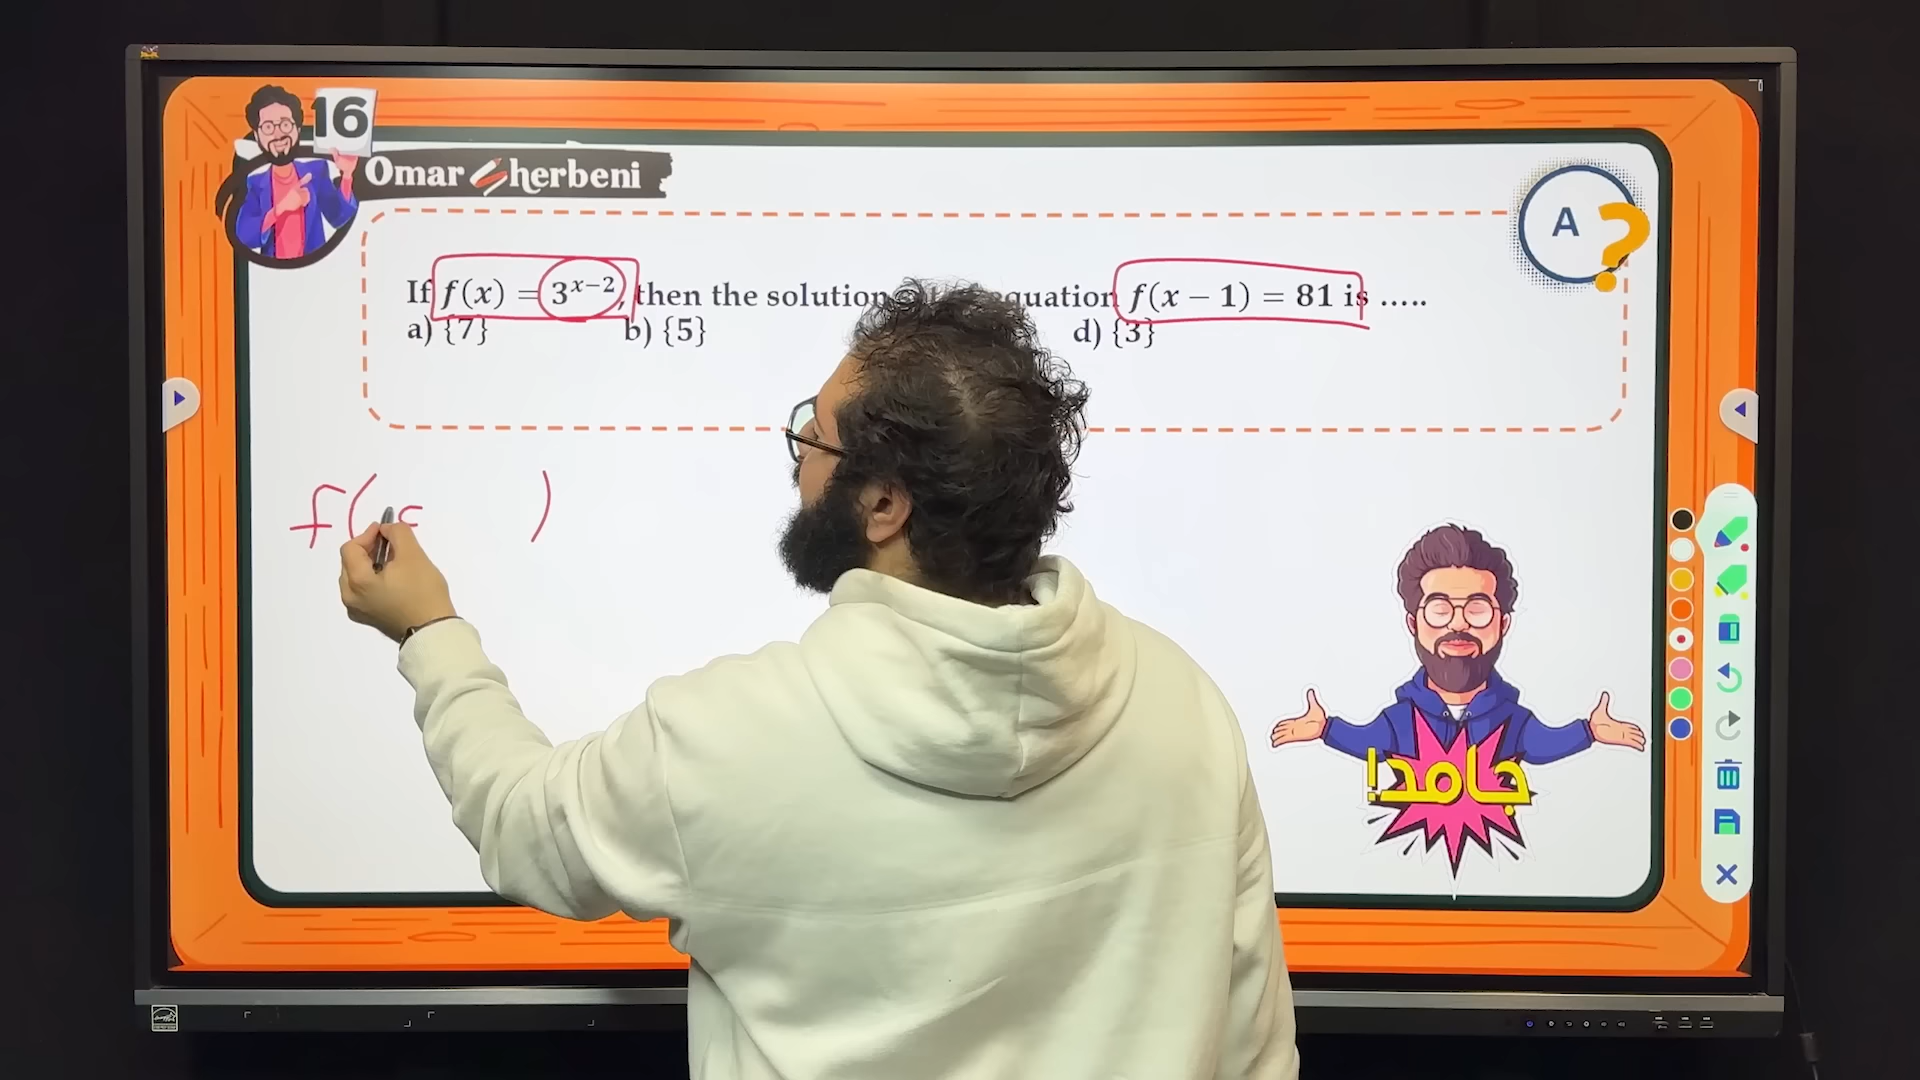 16
Omar Sherbeni
A ?
If f(x) = 3^{x−2}, then the solution equation f(x − 1) = 81 is .....
a) {7} b) {5} d) {3}
f( )
جامد!